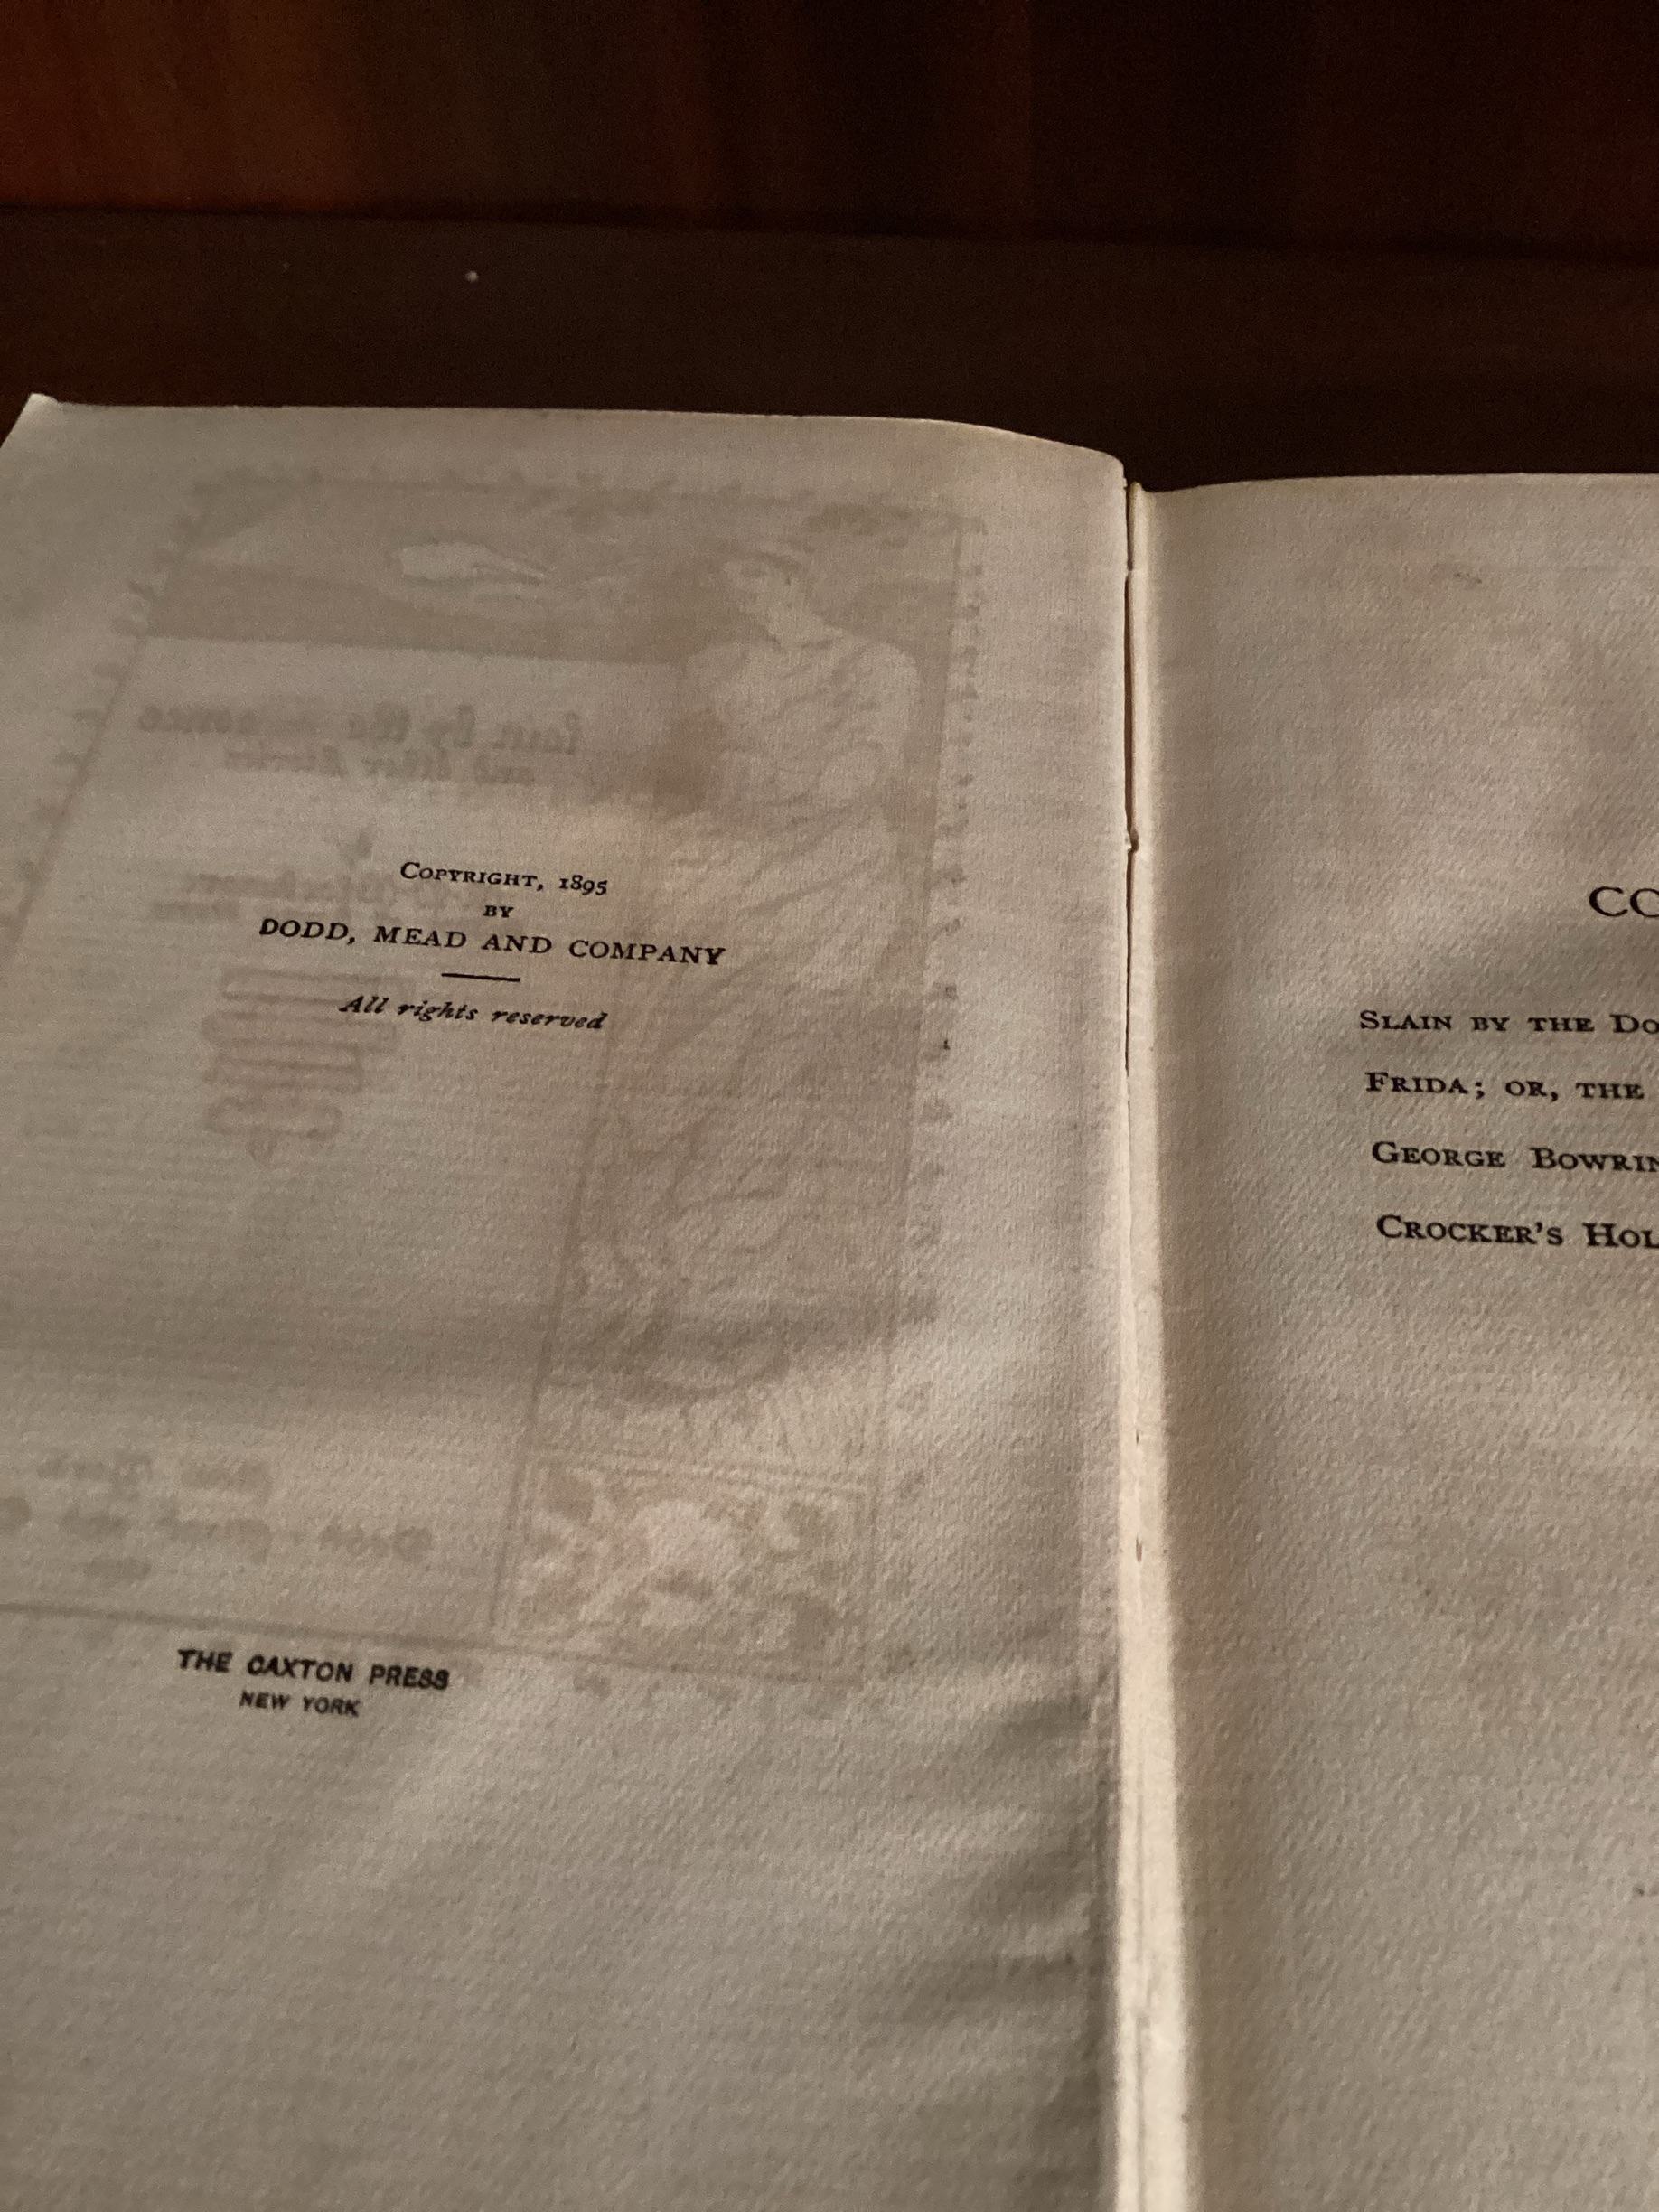 COPYRIGHT, 1895
BY
DODD, MEAD AND COMPANY
All rights reserved
THE CAXTON PRESS
NEW YORK
CO
SLAIN BY THE DO
FRIDA; OR, THE
GEORGE BOWRIN
CROCKER'S HOL